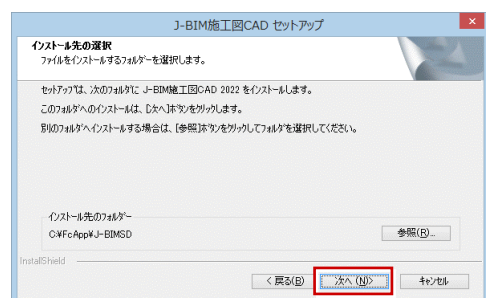 J-BIM施工図CAD セットアップ
インストール先の選択
ファイルをインストールするフォルダーを選択します。
セットアップは、次のフォルダに J-BIM施工図CAD 2022 をインストールします。
このフォルダへのインストールは、[次へ]ボタンをクリックします。
別のフォルダへインストールする場合は、[参照]ボタンをクリックしてフォルダを選択してください。
インストール先のフォルダー
C:¥FcApp¥J-BIMSD
参照(R)...
InstallShield
< 戻る(B)
次へ (N)>
キャンセル